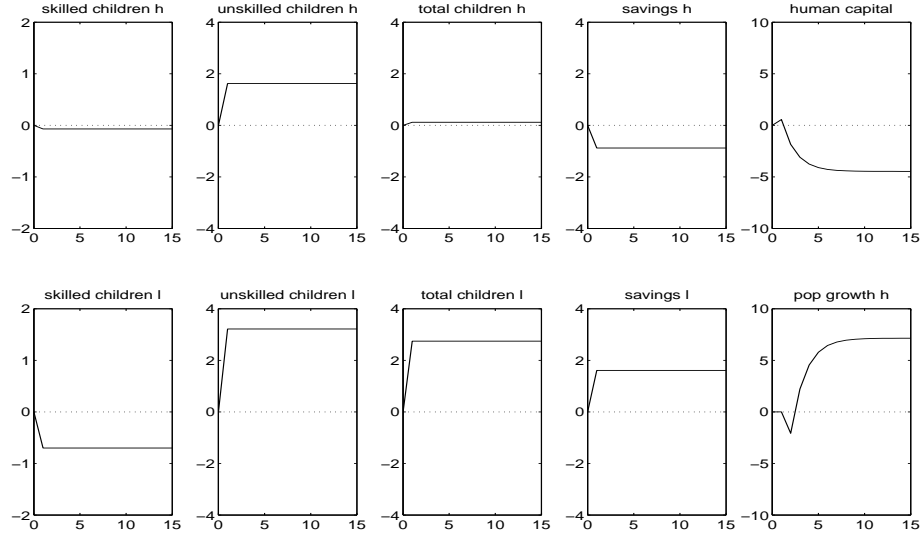 skilled children h unskilled children h total children h savings h human capital
2 4 4 4 10
1 2 2 2 5
0 0 0 0 0
−1 −2 −2 −2 −5
−2 −4 −4 −4 −10
0 5 10 15 0 5 10 15 0 5 10 15 0 5 10 15 0 5 10 15
skilled children l unskilled children l total children l savings l pop growth h
2 4 4 4 10
1 2 2 2 5
0 0 0 0 0
−1 −2 −2 −2 −5
−2 −4 −4 −4 −10
0 5 10 15 0 5 10 15 0 5 10 15 0 5 10 15 0 5 10 15